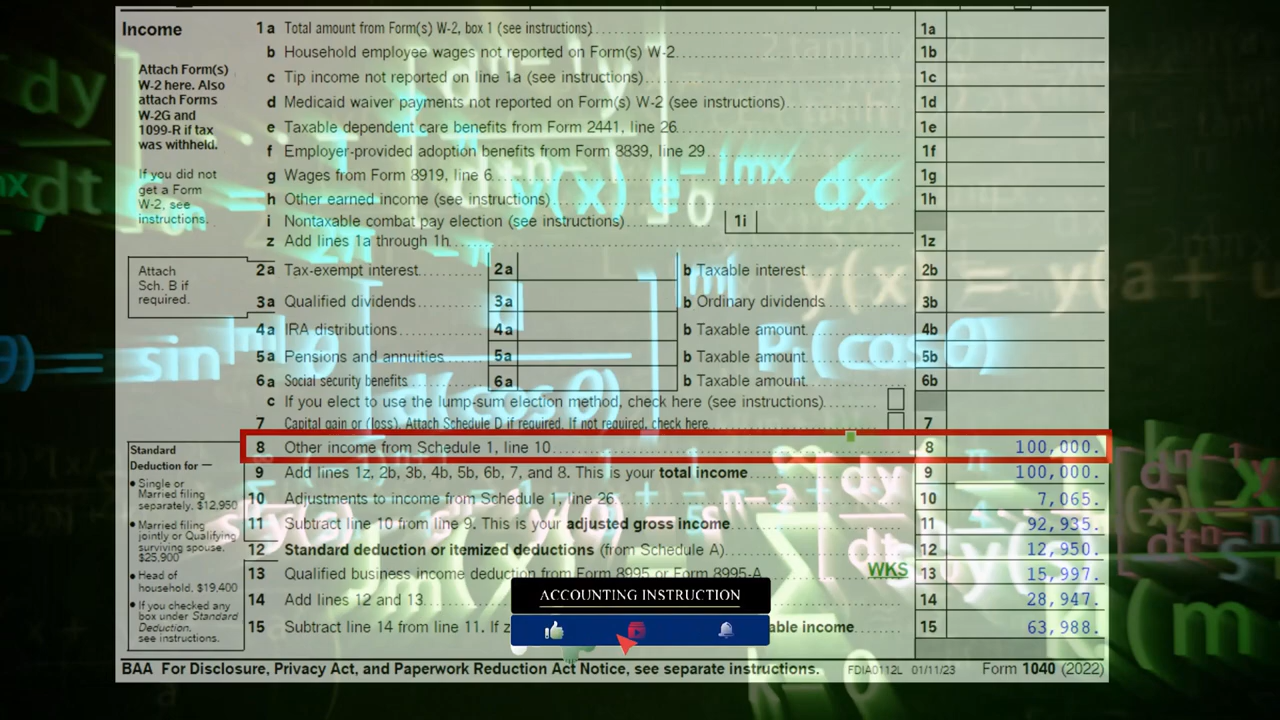 Income
1a Total amount from Form(s) W-2, box 1 (see instructions) 1a
b Household employee wages not reported on Form(s) W-2 1b
Attach Form(s) W-2 here. Also attach Forms W-2G and 1099-R if tax was withheld.
c Tip income not reported on line 1a (see instructions) 1c
d Medicaid waiver payments not reported on Form(s) W-2 (see instructions) 1d
e Taxable dependent care benefits from Form 2441, line 26 1e
f Employer-provided adoption benefits from Form 8839, line 29 1f
If you did not get a Form W-2, see instructions.
g Wages from Form 8919, line 6 1g
h Other earned income (see instructions) 1h
i Nontaxable combat pay election (see instructions) 1i
z Add lines 1a through 1h 1z
Attach Sch. B if required.
2a Tax-exempt interest 2a b Taxable interest 2b
3a Qualified dividends 3a b Ordinary dividends 3b
4a IRA distributions 4a b Taxable amount 4b
5a Pensions and annuities 5a b Taxable amount 5b
6a Social security benefits 6a b Taxable amount 6b
c If you elect to use the lump-sum election method, check here (see instructions)
7 Capital gain or (loss). Attach Schedule D if required. If not required, check here 7
8 Other income from Schedule 1, line 10 8 100,000.
Standard Deduction for —
• Single or Married filing separately, $12,950
• Married filing jointly or Qualifying surviving spouse, $25,900
• Head of household, $19,400
• If you checked any box under Standard Deduction, see instructions.
9 Add lines 1z, 2b, 3b, 4b, 5b, 6b, 7, and 8. This is your total income 9 100,000.
10 Adjustments to income from Schedule 1, line 26 10 7,065.
11 Subtract line 10 from line 9. This is your adjusted gross income 11 92,935.
12 Standard deduction or itemized deductions (from Schedule A) 12 12,950.
13 Qualified business income deduction from Form 8995 or Form 8995-A WKS 13 15,997.
14 Add lines 12 and 13 14 28,947.
15 Subtract line 14 from line 11. If able income 15 63,988.
ACCOUNTING INSTRUCTION
BAA For Disclosure, Privacy Act, and Paperwork Reduction Act Notice, see separate instructions. FDIA0112L 01/11/23 Form 1040 (2022)